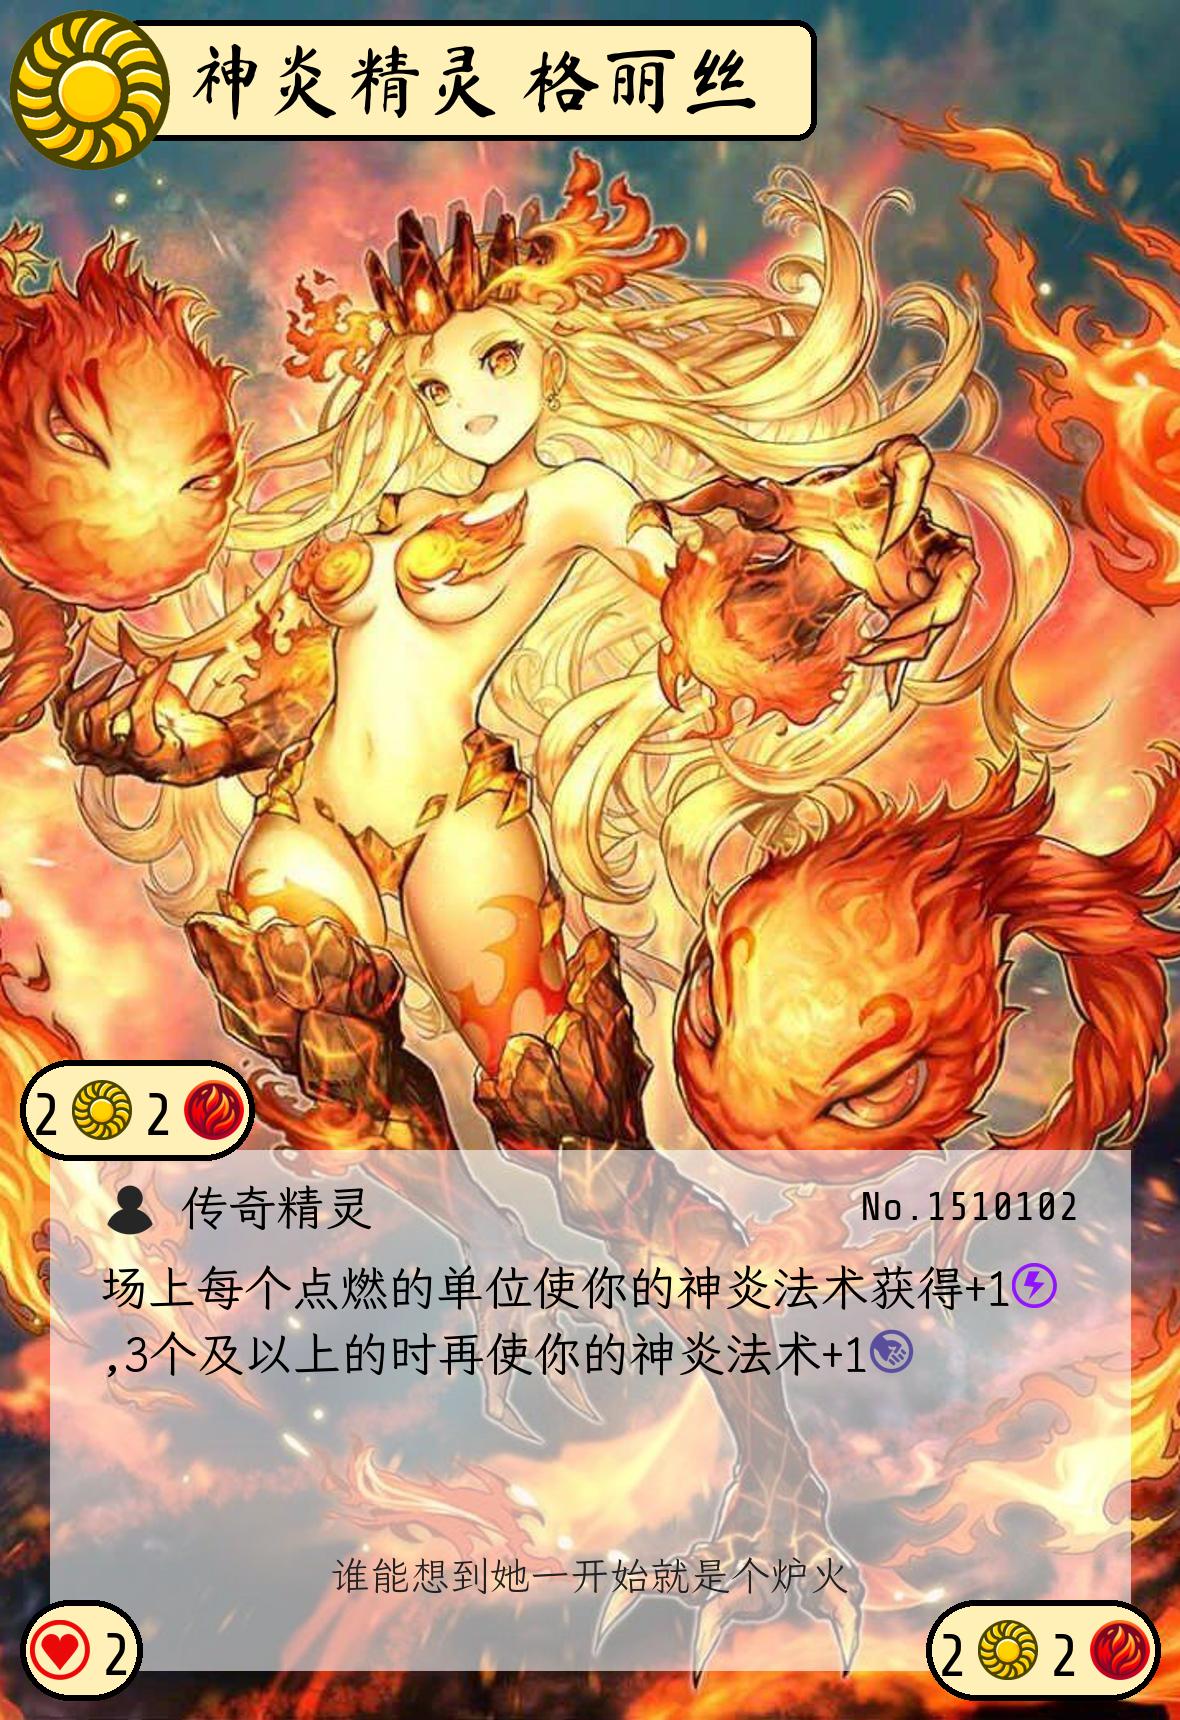 神炎精灵 格丽丝
2 2
传奇精灵 No.1510102
场上每个点燃的单位使你的神炎法术获得+1
,3个及以上的时再使你的神炎法术+1
谁能想到她一开始就是个炉火
2
2 2